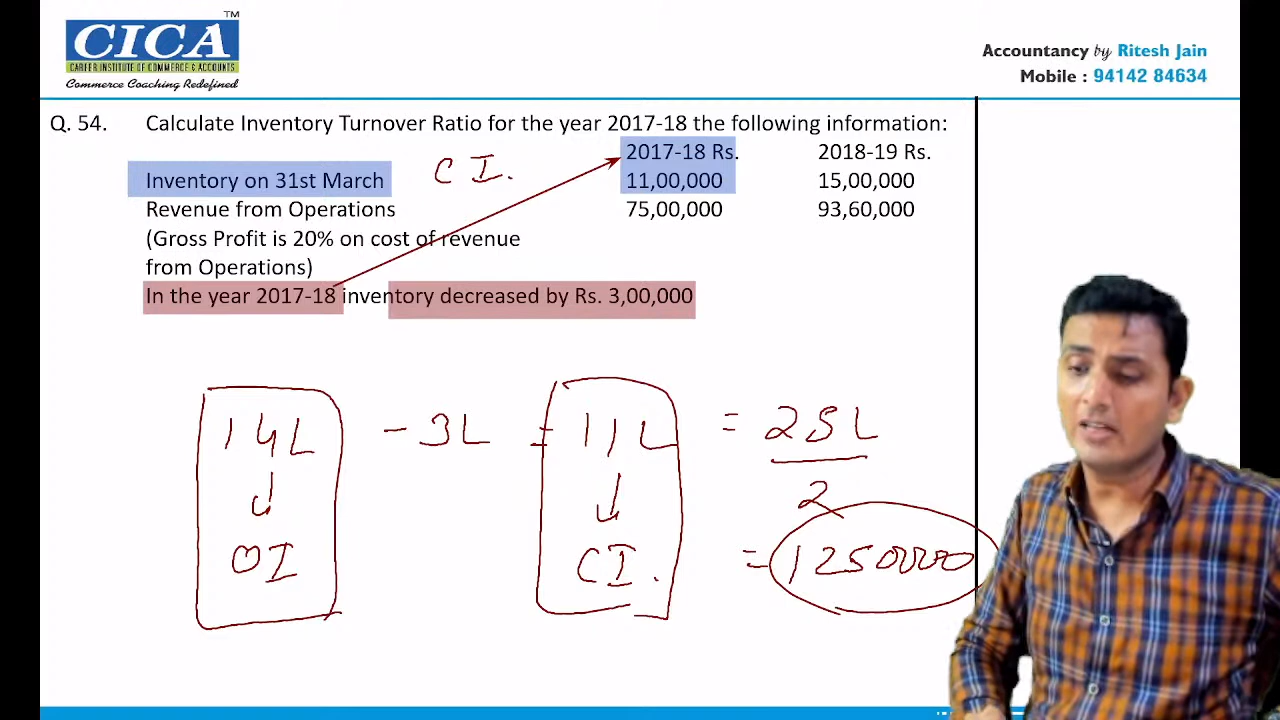 TM
CICA
CAREER INSTITUTE OF COMMERCE & ACCOUNTS
Commerce Coaching Redefined
Accountancy by Ritesh Jain
Mobile : 94142 84634
Q. 54. Calculate Inventory Turnover Ratio for the year 2017-18 the following information:
2017-18 Rs. 2018-19 Rs.
Inventory on 31st March C I. 11,00,000 15,00,000
Revenue from Operations 75,00,000 93,60,000
(Gross Profit is 20% on cost of revenue
from Operations)
In the year 2017-18 inventory decreased by Rs. 3,00,000
14L - 3L = 11L = 25L
2
OI CI. = 1250000